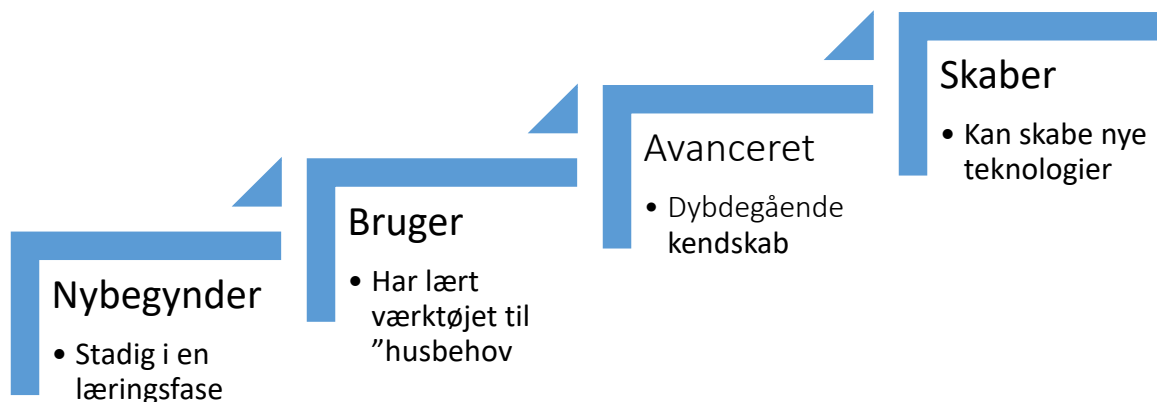 Nybegynder
• Stadig i en
læringsfase
Bruger
• Har lært
værktøjet til
”husbehov
Avanceret
• Dybdegående
kendskab
Skaber
• Kan skabe nye
teknologier